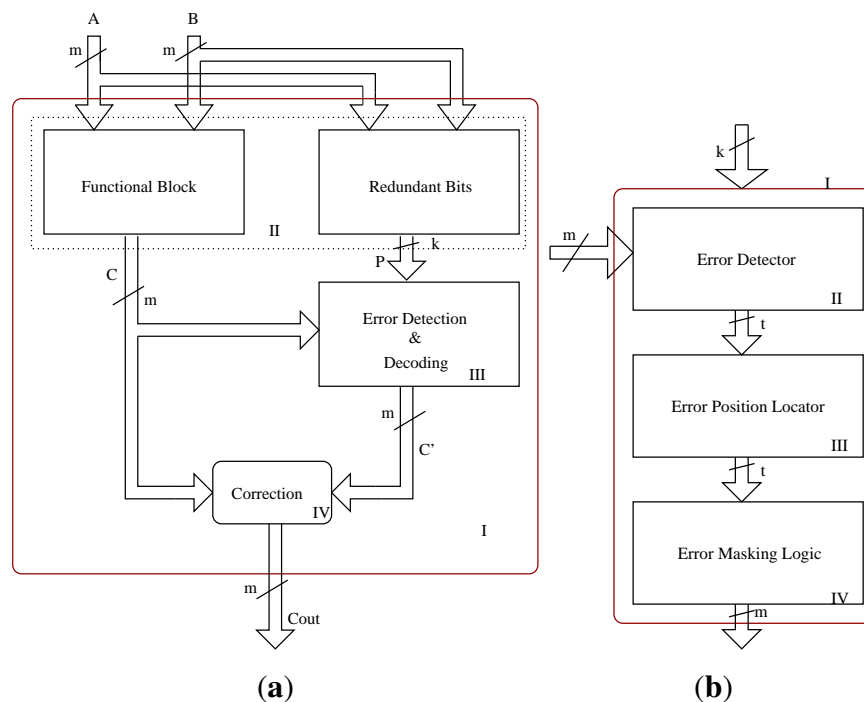 A
B
m
m
Functional Block
Redundant Bits
II
k
P
C
m
Error Detection
&
Decoding
III
m
C’
Correction
IV
I
m
Cout
(a)
k
I
m
Error Detector
II
t
Error Position Locator
III
t
Error Masking Logic
IV
m
(b)